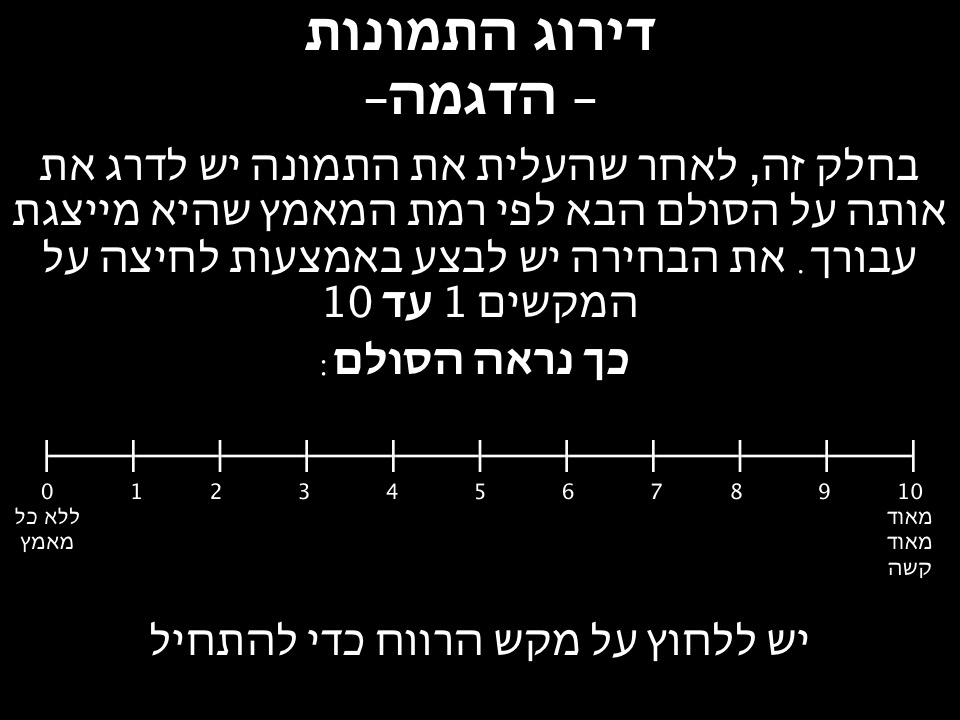 דירוג התמונות
– הדגמה–
בחלק זה, לאחר שהעלית את התמונה יש לדרג את
אותה על הסולם הבא לפי רמת המאמץ שהיא מייצגת
עבורך. את הבחירה יש לבצע באמצעות לחיצה על
המקשים 1 עד 10
כך נראה הסולם:
0 1 2 3 4 5 6 7 8 9 10
ללא כל
מאמץ
מאוד
מאוד
קשה
יש ללחוץ על מקש הרווח כדי להתחיל